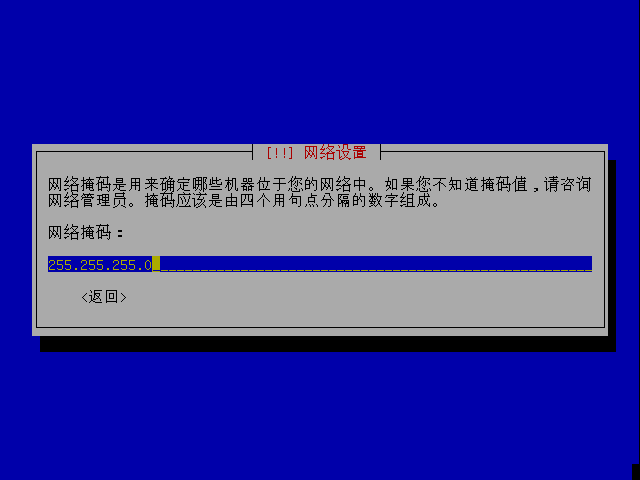 [!!] 网络设置
网络掩码是用来确定哪些机器位于您的网络中。如果您不知道掩码值，请咨询
网络管理员。掩码应该是由四个用句点分隔的数字组成。
网络掩码：
255.255.255.0
<返回>